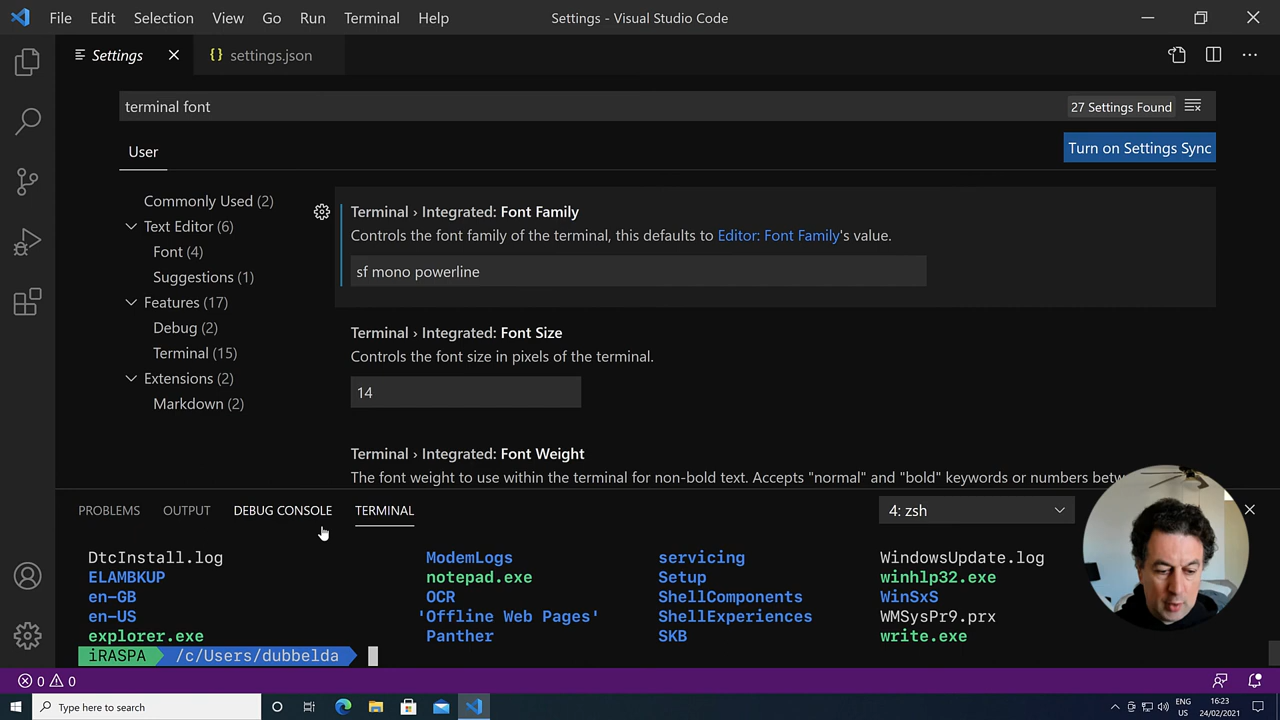 File Edit Selection View Go Run Terminal Help Settings - Visual Studio Code
Settings settings.json
terminal font 27 Settings Found
User Turn on Settings Sync
Commonly Used (2)
Text Editor (6)
Font (4)
Suggestions (1)
Features (17)
Debug (2)
Terminal (15)
Extensions (2)
Markdown (2)
Terminal › Integrated: Font Family
Controls the font family of the terminal, this defaults to Editor: Font Family's value.
sf mono powerline
Terminal › Integrated: Font Size
Controls the font size in pixels of the terminal.
14
Terminal › Integrated: Font Weight
The font weight to use within the terminal for non-bold text. Accepts "normal" and "bold" keywords or numbers
PROBLEMS OUTPUT DEBUG CONSOLE TERMINAL 4: zsh
DtcInstall.log ModemLogs servicing WindowsUpdate.log
ELAMBKUP notepad.exe Setup winhlp32.exe
en-GB OCR ShellComponents WinSxS
en-US 'Offline Web Pages' ShellExperiences WMSysPr9.prx
explorer.exe Panther SKB write.exe
iRASPA /c/Users/dubbelda
0 0
Type here to search ENG US 16:23 24/02/2021